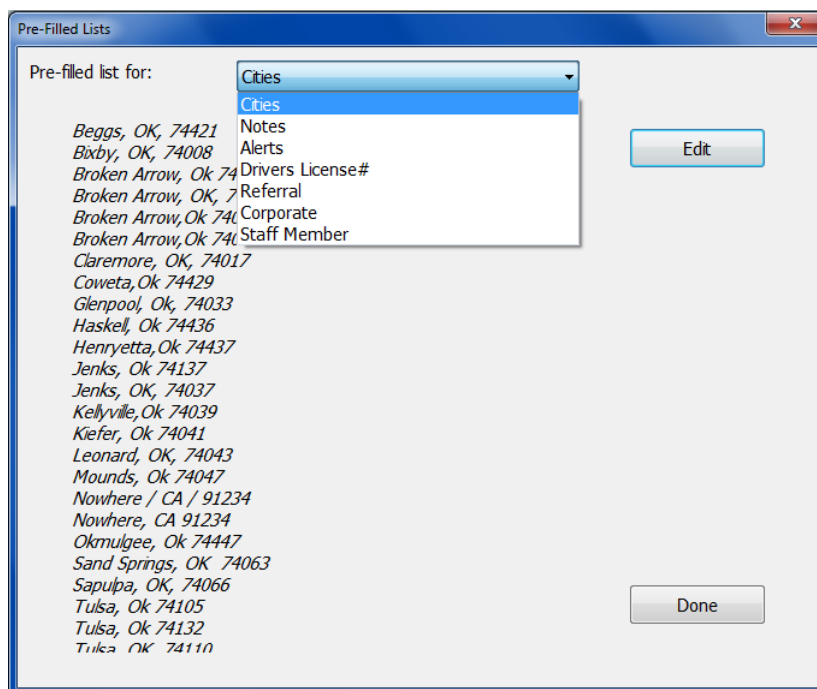 Pre-Filled Lists
Pre-filled list for:
Cities
Cities
Notes
Alerts
Drivers License#
Referral
Corporate
Staff Member
Edit
Beggs, OK, 74421
Bixby, OK, 74008
Broken Arrow, Ok
Broken Arrow, OK,
Broken Arrow,Ok
Broken Arrow,Ok
Claremore, OK, 74017
Coweta,Ok 74429
Glenpool, Ok, 74033
Haskell, Ok 74436
Henryetta,Ok 74437
Jenks, Ok 74137
Jenks, OK, 74037
Kellyville,Ok 74039
Kiefer, Ok 74041
Leonard, OK, 74043
Mounds, Ok 74047
Nowhere / CA / 91234
Nowhere, CA 91234
Okmulgee, Ok 74447
Sand Springs, OK  74063
Sapulpa, OK, 74066
Tulsa, Ok 74105
Tulsa, Ok 74132
Tulsa OK 74110
Done